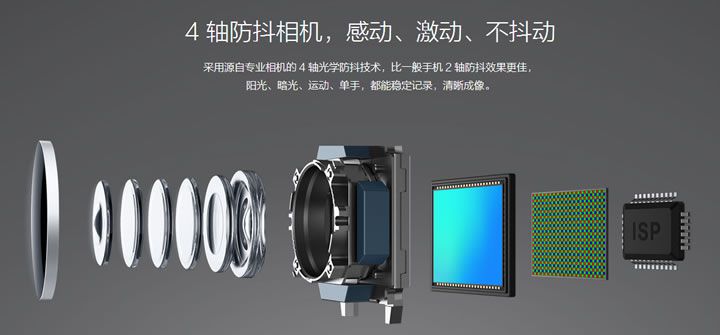 4 轴防抖相机，感动、激动、不抖动
采用源自专业相机的 4 轴光学防抖技术，比一般手机 2 轴防抖效果更佳，
阳光、暗光、运动、单手，都能稳定记录，清晰成像。
ISP